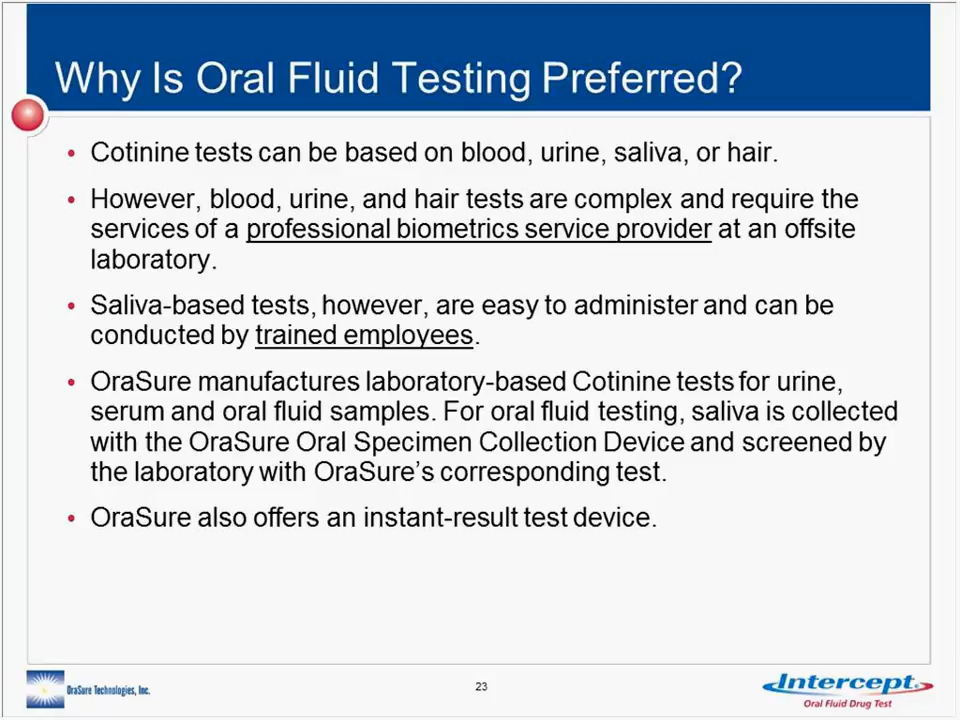 Why Is Oral Fluid Testing Preferred?
• Cotinine tests can be based on blood, urine, saliva, or hair.
• However, blood, urine, and hair tests are complex and require the
services of a professional biometrics service provider at an offsite
laboratory.
• Saliva-based tests, however, are easy to administer and can be
conducted by trained employees.
• OraSure manufactures laboratory-based Cotinine tests for urine,
serum and oral fluid samples. For oral fluid testing, saliva is collected
with the OraSure Oral Specimen Collection Device and screened by
the laboratory with OraSure’s corresponding test.
• OraSure also offers an instant-result test device.
OraSure Technologies, Inc.
23
Intercept
Oral Fluid Drug Test